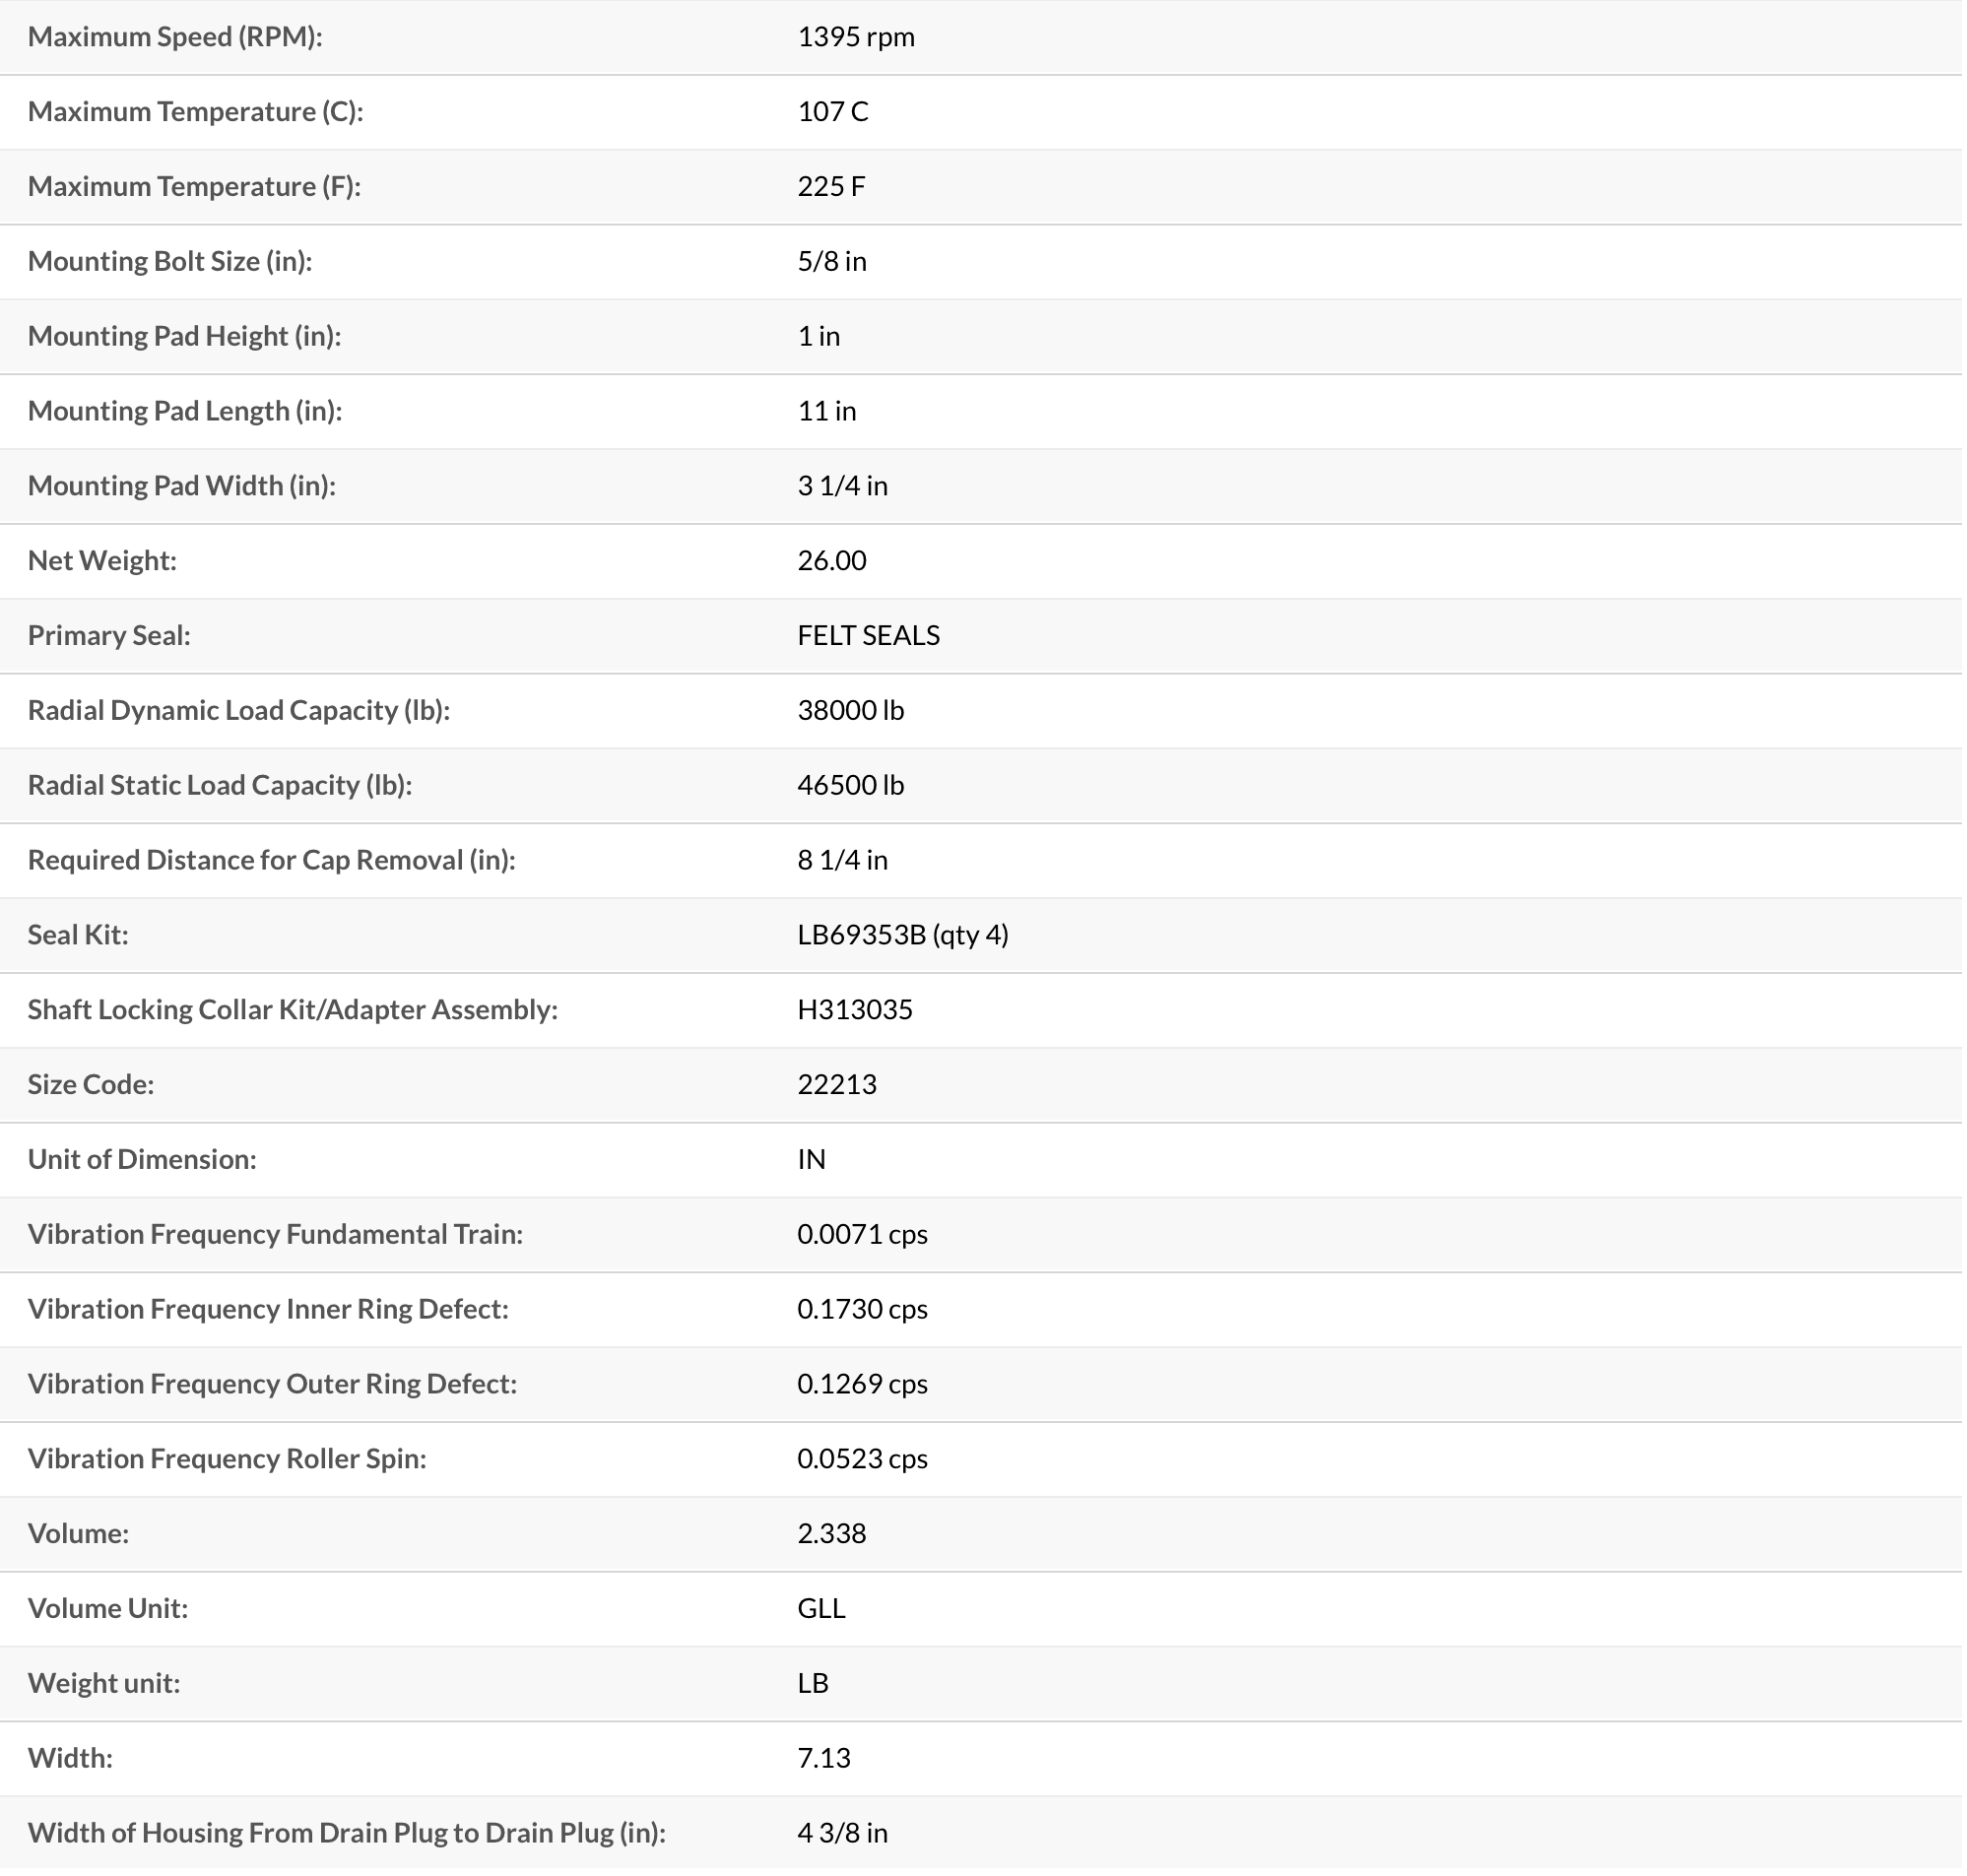 Maximum Speed (RPM): 1395 rpm
Maximum Temperature (C): 107 C
Maximum Temperature (F): 225 F
Mounting Bolt Size (in): 5/8 in
Mounting Pad Height (in): 1 in
Mounting Pad Length (in): 11 in
Mounting Pad Width (in): 3 1/4 in
Net Weight: 26.00
Primary Seal: FELT SEALS
Radial Dynamic Load Capacity (lb): 38000 lb
Radial Static Load Capacity (lb): 46500 lb
Required Distance for Cap Removal (in): 8 1/4 in
Seal Kit: LB69353B (qty 4)
Shaft Locking Collar Kit/Adapter Assembly: H313035
Size Code: 22213
Unit of Dimension: IN
Vibration Frequency Fundamental Train: 0.0071 cps
Vibration Frequency Inner Ring Defect: 0.1730 cps
Vibration Frequency Outer Ring Defect: 0.1269 cps
Vibration Frequency Roller Spin: 0.0523 cps
Volume: 2.338
Volume Unit: GLL
Weight unit: LB
Width: 7.13
Width of Housing From Drain Plug to Drain Plug (in): 4 3/8 in